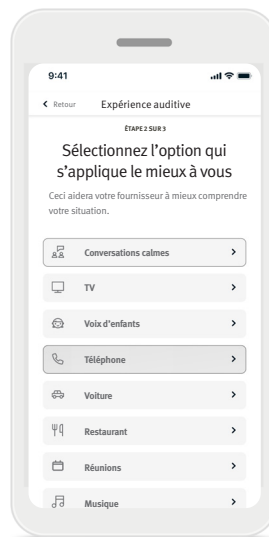 9:41
Retour Expérience auditive
ÉTAPE 2 SUR 3
Sélectionnez l’option qui
s’applique le mieux à vous
Ceci aidera votre fournisseur à mieux comprendre
votre situation.
Conversations calmes
TV
Voix d’enfants
Téléphone
Voiture
Restaurant
Réunions
Musique